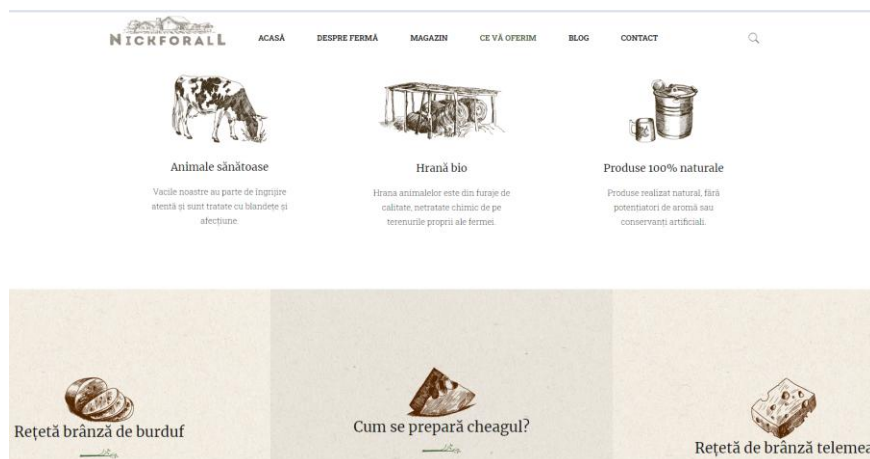 NICKFORALL
ACASĂ DESPRE FERMĂ MAGAZIN CE VĂ OFERIM BLOG CONTACT
Animale sănătoase
Vacile noastre au parte de îngrijire
atentă și sunt tratate cu blandețe și
afecțiune.
Hrană bio
Hrana animalelor este din furaje de
calitate, netratate chimic de pe
terenurile proprii ale fermei.
Produse 100% naturale
Produse realizat natural, fără
potențiatori de aromă sau
conservanți artificiali.
Rețetă brânză de burduf
Cum se prepară cheagul?
Rețetă de brânză telemea